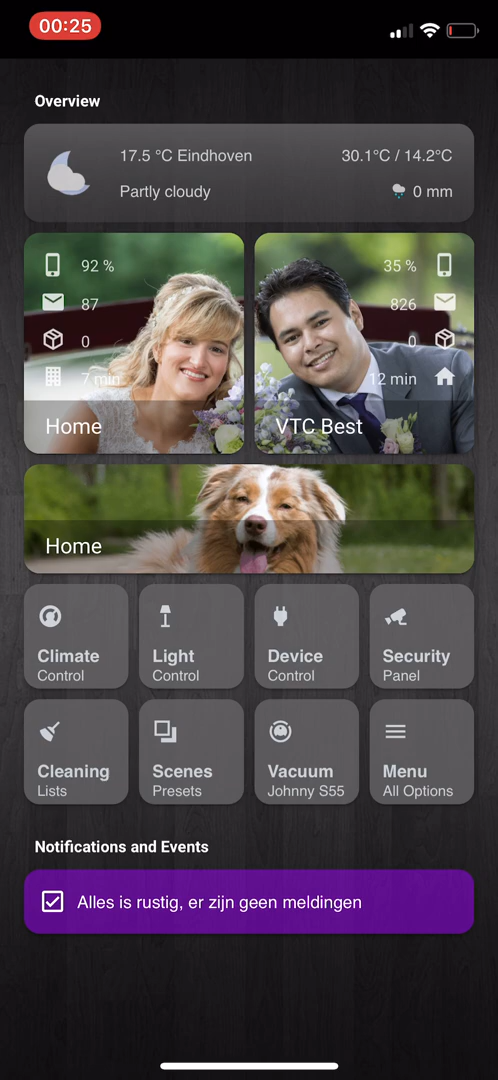 00:25
Overview
17.5 °C Eindhoven 30.1°C / 14.2°C
Partly cloudy 0 mm
92 % 35 %
87 826
0 0
7 min 12 min
Home VTC Best
Home
Climate Light Device Security
Control Control Control Panel
Cleaning Scenes Vacuum Menu
Lists Presets Johnny S55 All Options
Notifications and Events
Alles is rustig, er zijn geen meldingen